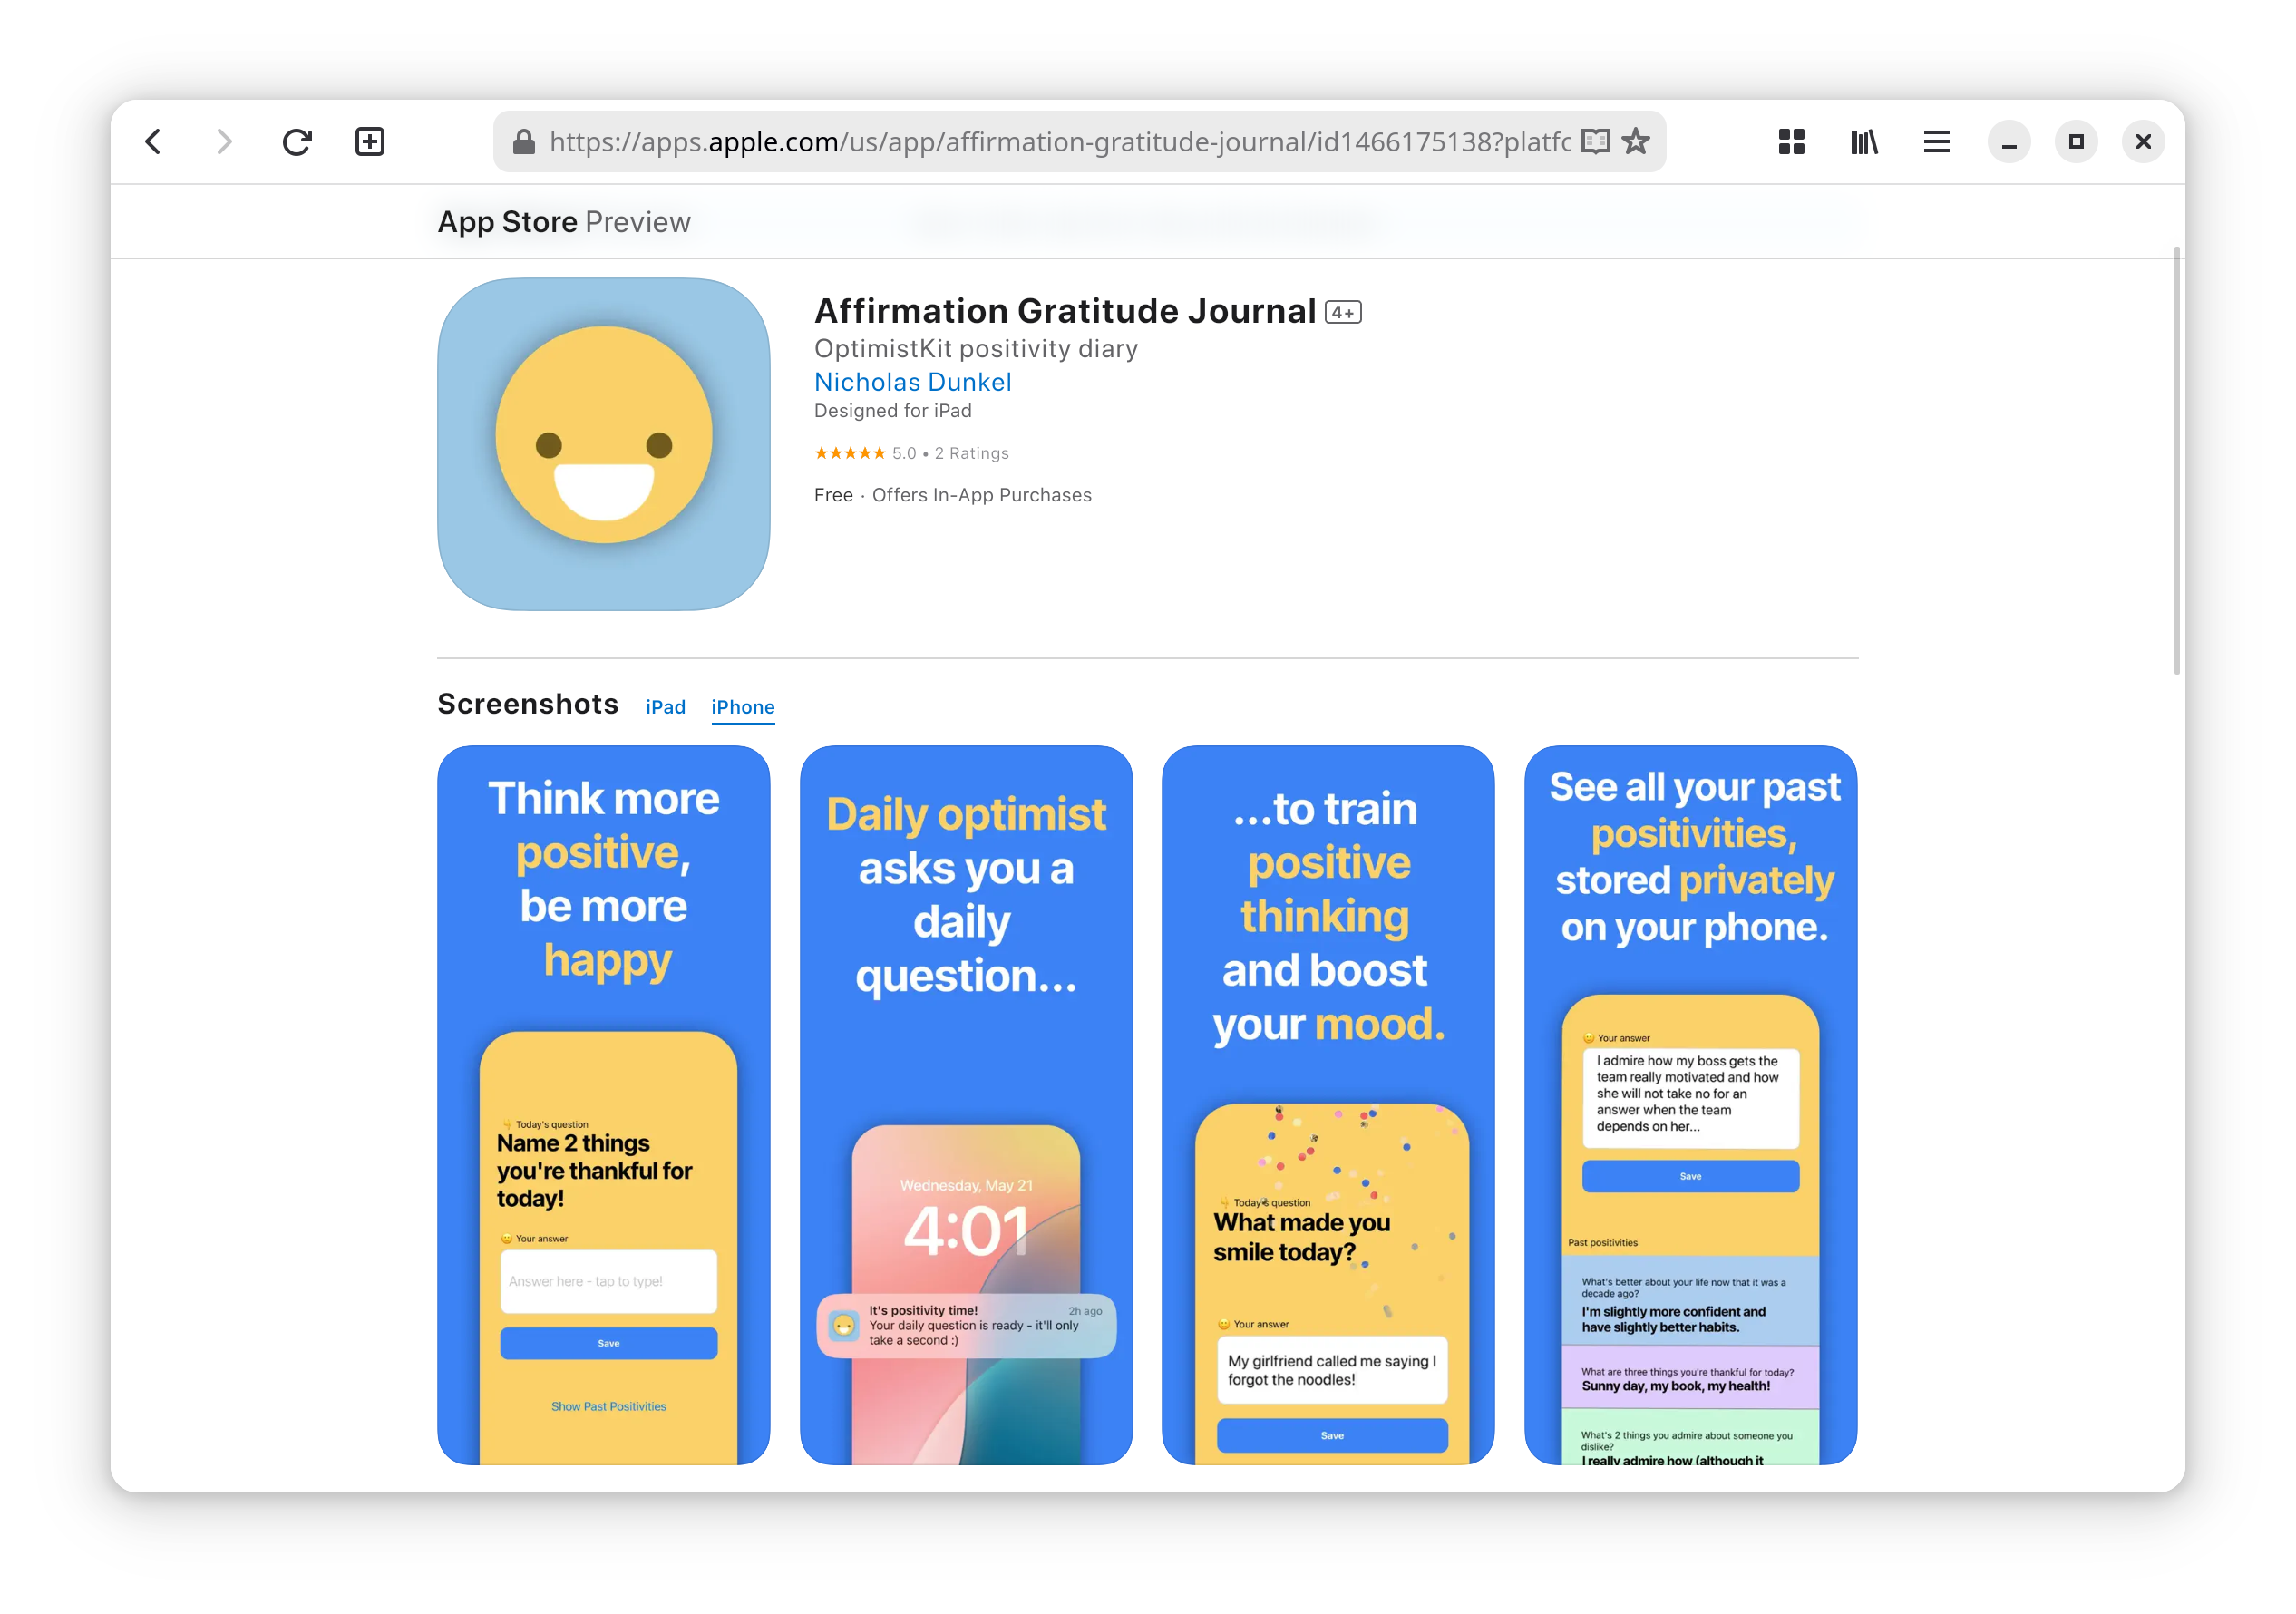 https://apps.apple.com/us/app/affirmation-gratitude-journal/id1466175138?platfo
App Store Preview
Affirmation Gratitude Journal 4+
OptimistKit positivity diary
Nicholas Dunkel
Designed for iPad
★★★★★ 5.0 • 2 Ratings
Free · Offers In-App Purchases
Screenshots iPad iPhone
Think more
positive,
be more
happy
Today's question
Name 2 things
you're thankful for
today!
Your answer
Answer here - tap to type!
Save
Show Past Positivities
Daily optimist
asks you a
daily
question...
Wednesday, May 21
4:01
It's positivity time! 2h ago
Your daily question is ready - it'll only
take a second :)
...to train
positive
thinking
and boost
your mood.
Today's question
What made you
smile today?
Your answer
My girlfriend called me saying I
forgot the noodles!
Save
See all your past
positivities,
stored privately
on your phone.
Your answer
I admire how my boss gets the
team really motivated and how
she will not take no for an
answer when the team
depends on her...
Save
Past positivities
What's better about your life now that it was a
decade ago?
I'm slightly more confident and
have slightly better habits.
What are three things you're thankful for today?
Sunny day, my book, my health!
What's 2 things you admire about someone you
dislike?
I really admire how (although it